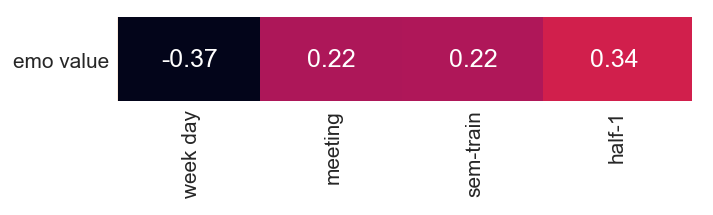 emo value
-0.37 0.22 0.22 0.34
week day
meeting
sem-train
half-1